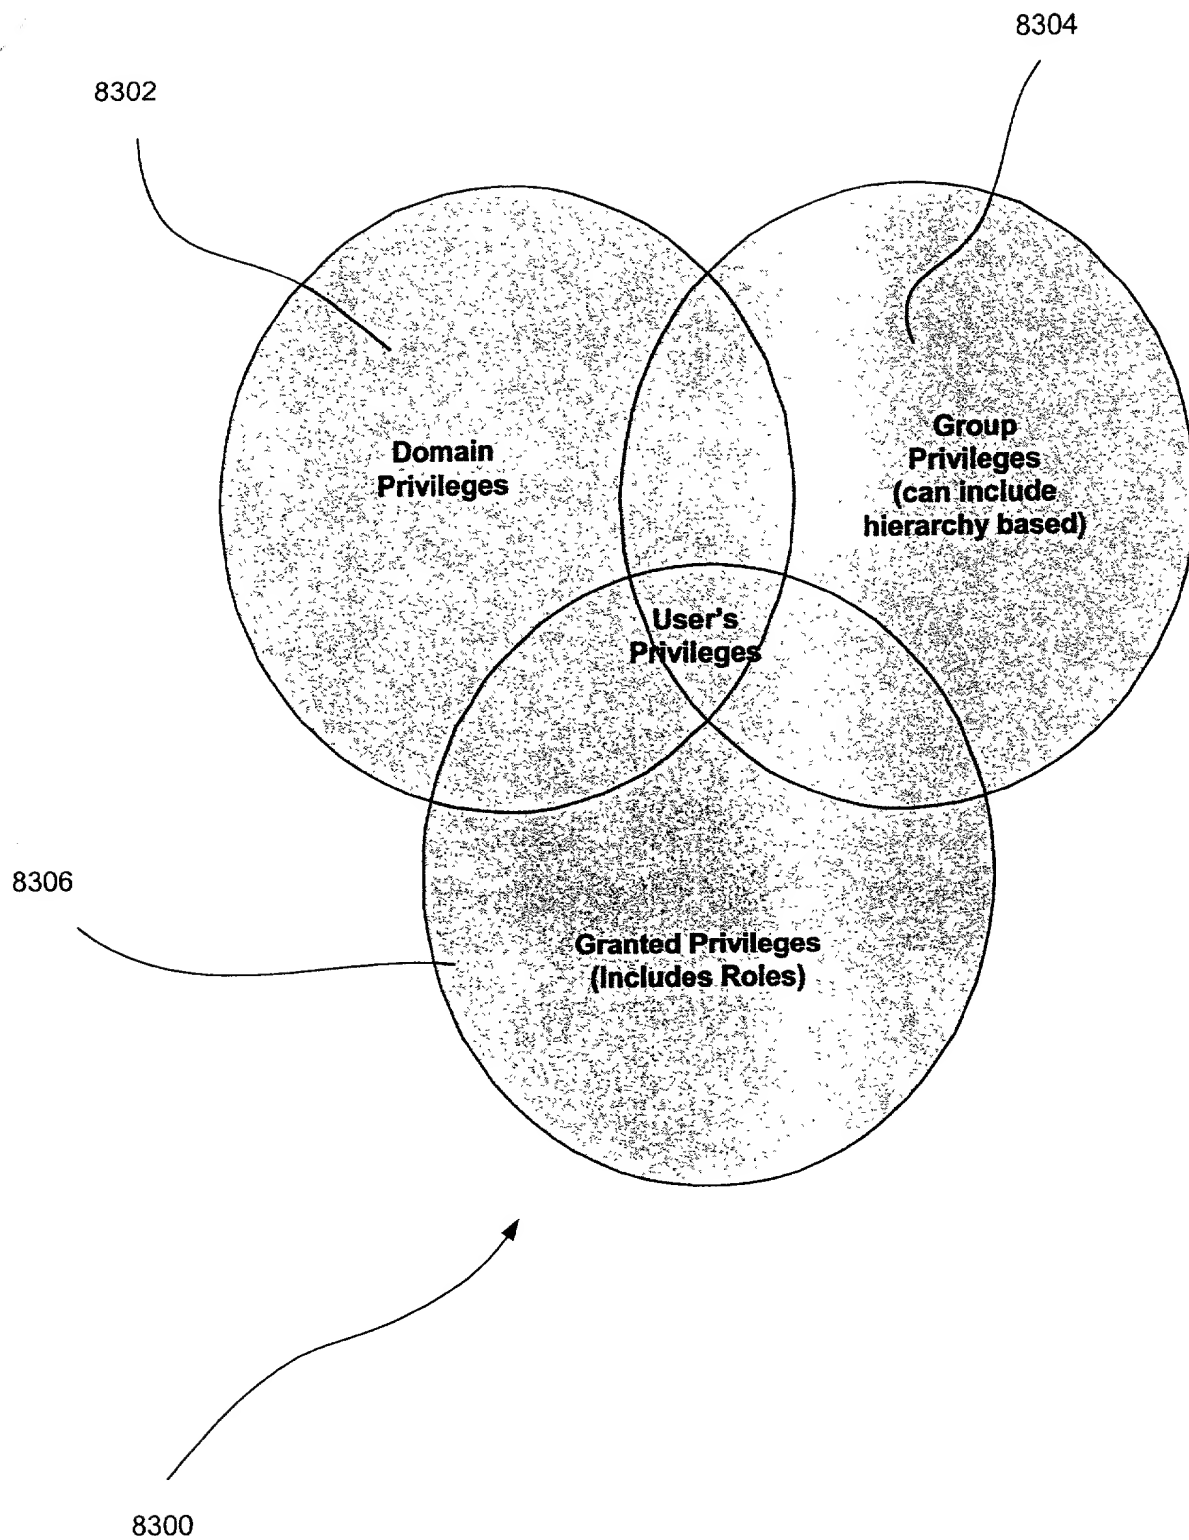 8304
8302
Domain
Privileges
Group
Privileges
(can include
hierarchy based)
User's
Privileges
8306
Granted Privileges
(Includes Roles)
8300